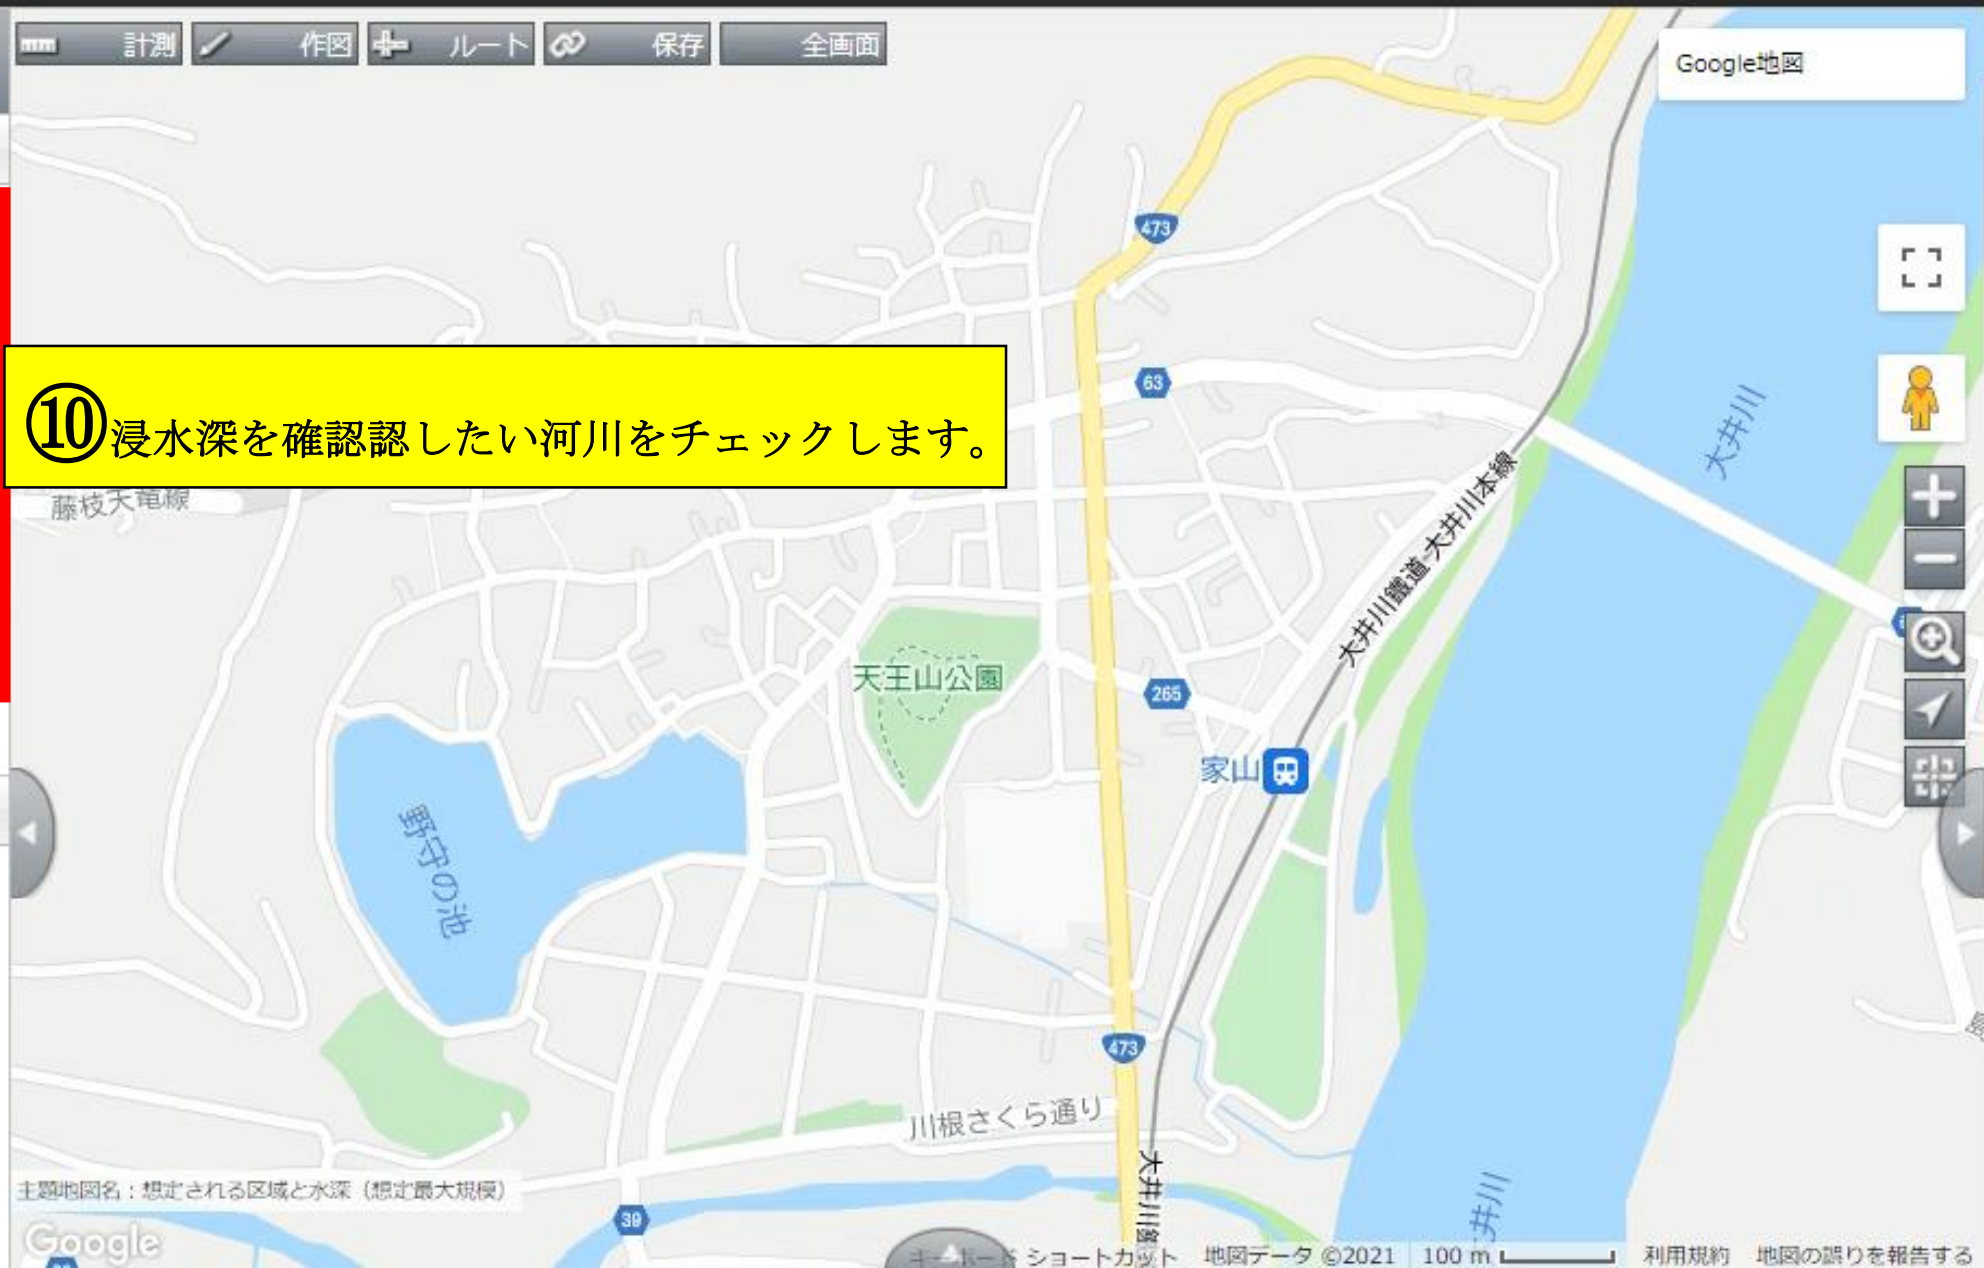 計測
作図
ルート
保存
全画面
Google地図
473
63
⑩浸水深を確認認したい河川をチェックします。
大井川
藤枝天竜線
大井川鐵道-大井川本線
天王山公園
265
家山
野守の池
473
川根さくら通り
主題地図名:想定される区域と水深(想定最大規模)
39
Google
キーボード ショートカット 地図データ ©2021 100 m 利用規約 地図の誤りを報告する